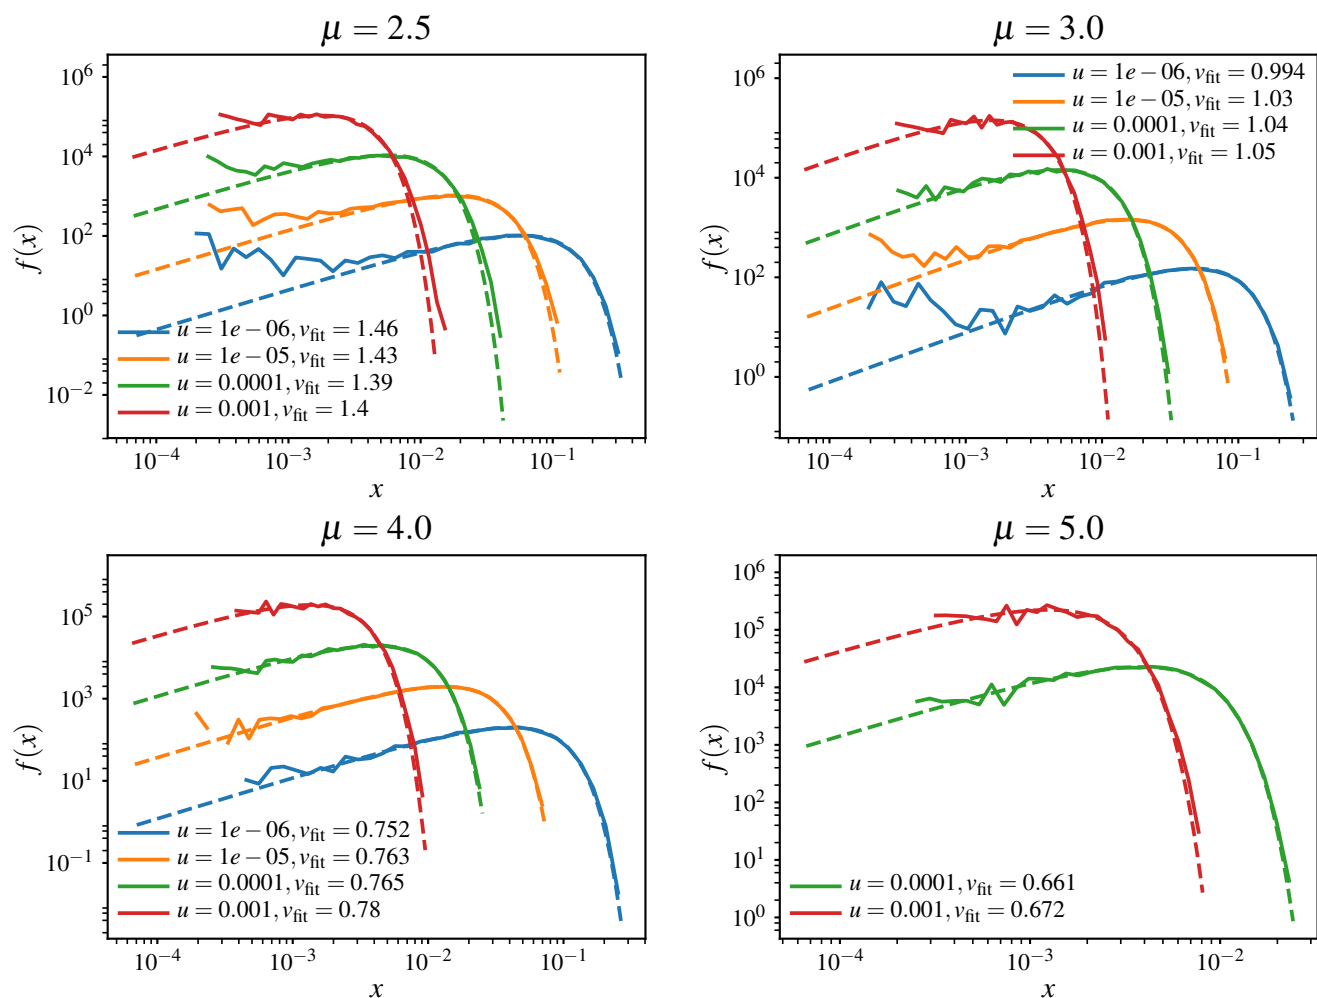 μ = 2.5
10^6
10^4
10^2
10^0
10^−2
f(x)
u = 1e − 06, v_fit = 1.46
u = 1e − 05, v_fit = 1.43
u = 0.0001, v_fit = 1.39
u = 0.001, v_fit = 1.4
10^−4 10^−3 10^−2 10^−1
x
μ = 3.0
10^6
10^4
10^2
10^0
f(x)
u = 1e − 06, v_fit = 0.994
u = 1e − 05, v_fit = 1.03
u = 0.0001, v_fit = 1.04
u = 0.001, v_fit = 1.05
10^−4 10^−3 10^−2 10^−1
x
μ = 4.0
10^5
10^3
10^1
10^−1
f(x)
u = 1e − 06, v_fit = 0.752
u = 1e − 05, v_fit = 0.763
u = 0.0001, v_fit = 0.765
u = 0.001, v_fit = 0.78
10^−4 10^−3 10^−2 10^−1
x
μ = 5.0
10^6
10^5
10^4
10^3
10^2
10^1
10^0
f(x)
u = 0.0001, v_fit = 0.661
u = 0.001, v_fit = 0.672
10^−4 10^−3 10^−2
x